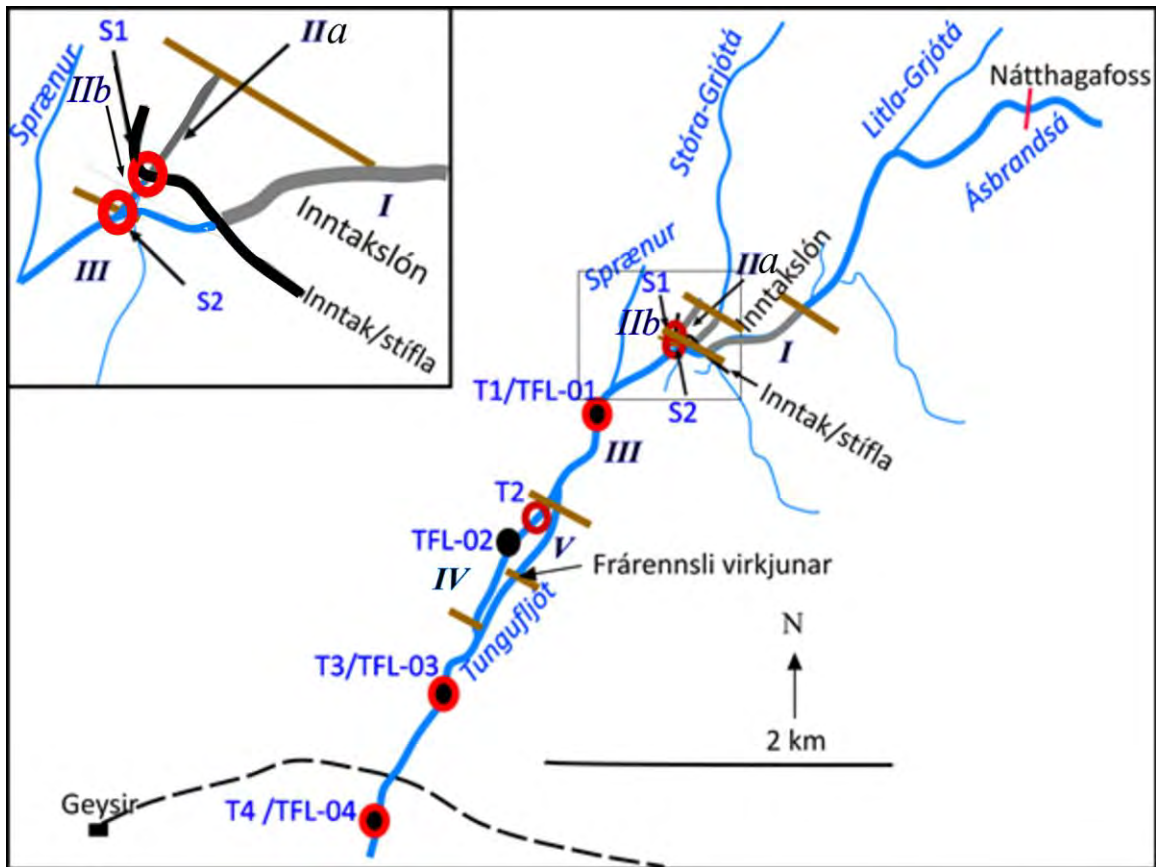 S1
IIa
IIb
Sprænur
I
Inntakslón
III
S2
Inntak/stífla
Stóra-Grjótá
Litla-Grjótá
Nátthagafoss
Ásbrandsá
Sprænur
S1
IIa
Inntakslón
IIb
I
T1/TFL-01
S2
Inntak/stífla
III
T2
TFL-02
V
Frárennsli virkjunar
IV
Tungufljót
T3/TFL-03
N
2 km
Geysir
T4 /TFL-04